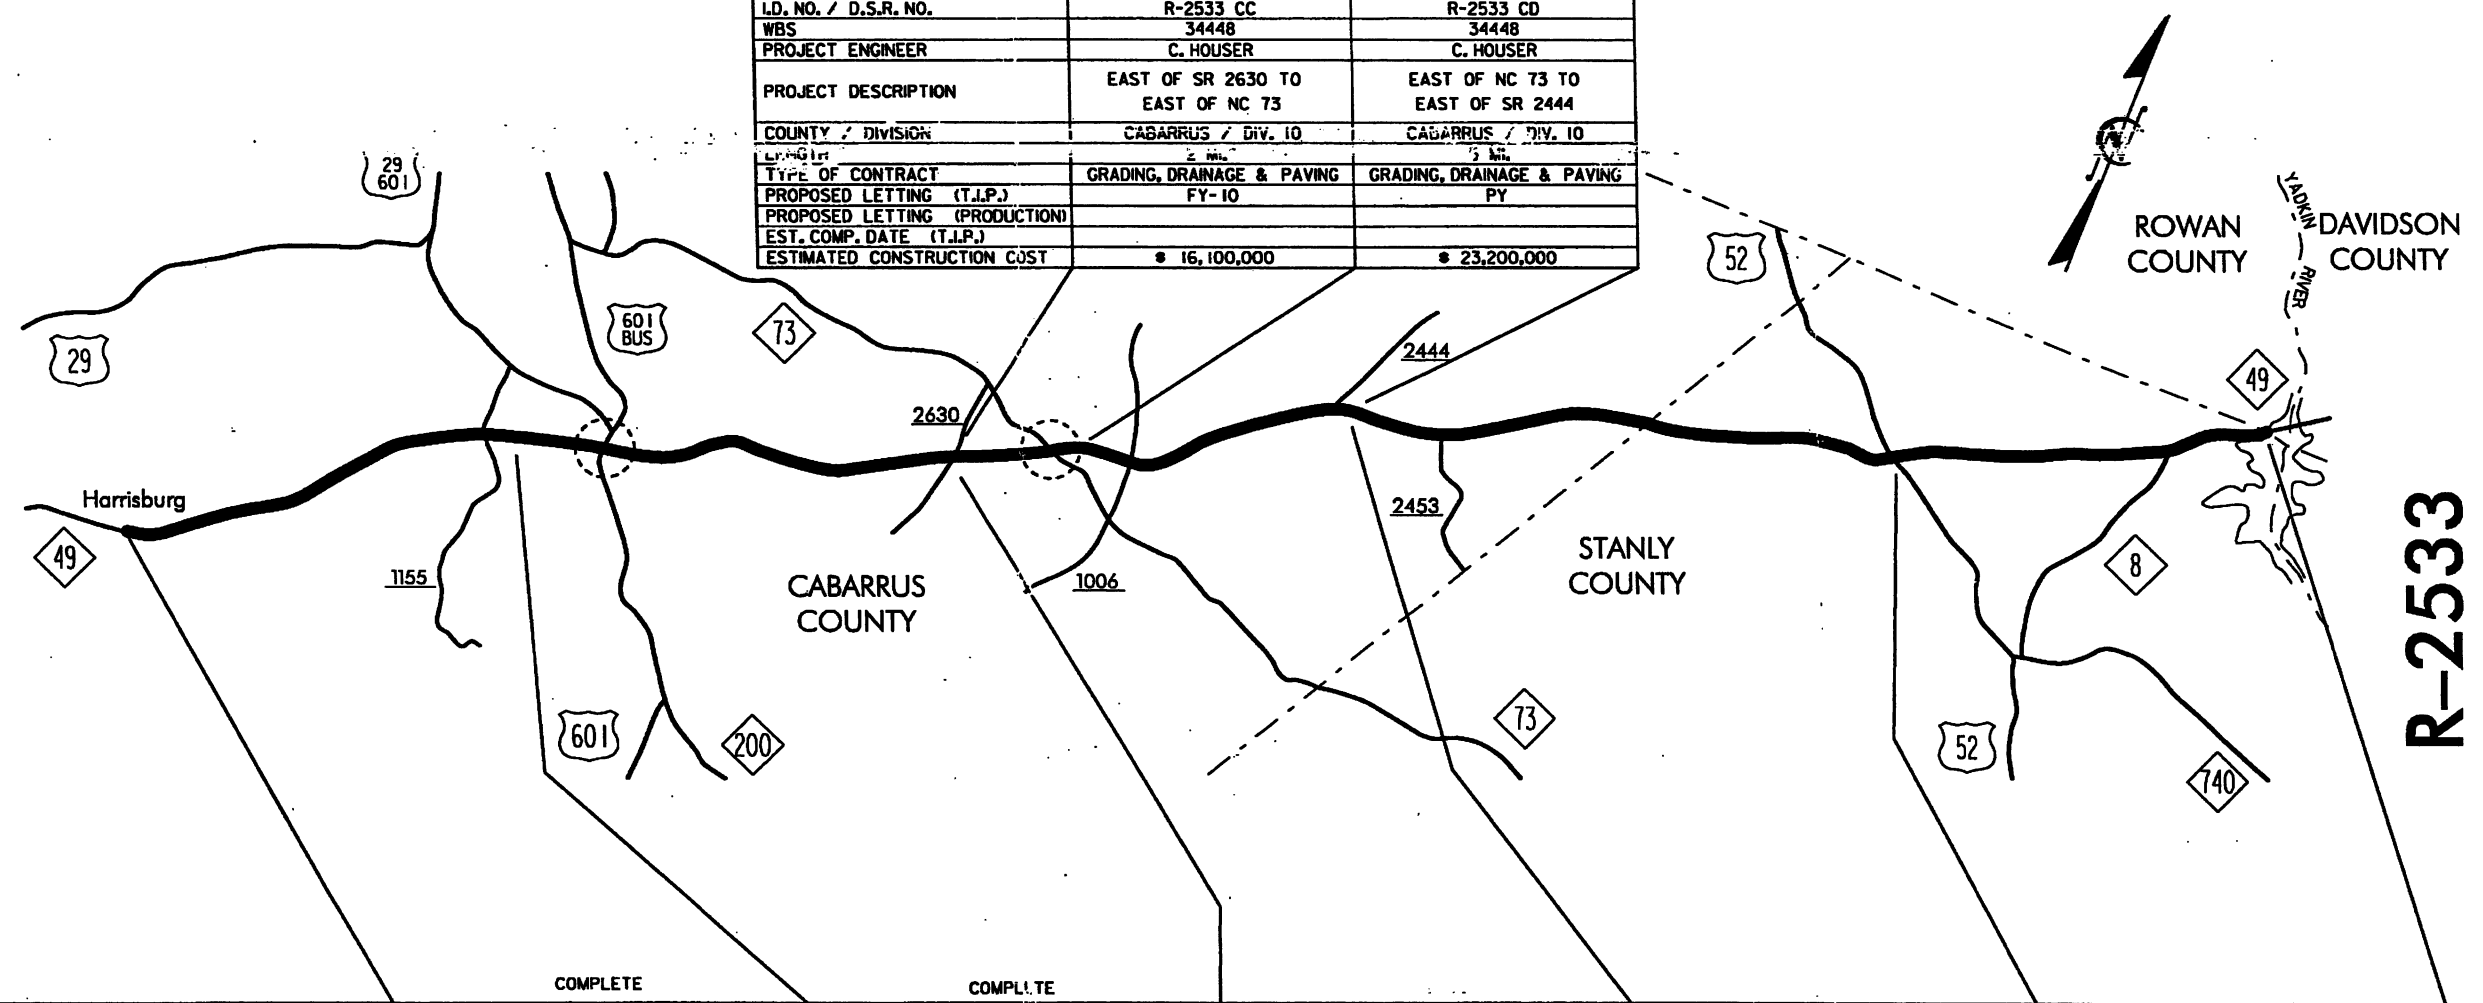 I.D. NO. / D.S.R. NO. R-2533 CC R-2533 CD
WBS 34448 34448
PROJECT ENGINEER C. HOUSER C. HOUSER
PROJECT DESCRIPTION EAST OF SR 2630 TO EAST OF NC 73 TO
EAST OF NC 73 EAST OF SR 2444
COUNTY / DIVISION CABARRUS / DIV. 10 CABARRUS / DIV. 10
LENGTH 2 MI. MI.
TYPE OF CONTRACT GRADING, DRAINAGE & PAVING GRADING, DRAINAGE & PAVING
PROPOSED LETTING (T.I.P.) FY-10 PY
PROPOSED LETTING (PRODUCTION)
EST. COMP. DATE (T.I.P.)
ESTIMATED CONSTRUCTION COST $ 16,100,000 $ 23,200,000
29
601
29
601
BUS
73
52
ROWAN
COUNTY
YADKIN
RIVER
DAVIDSON
COUNTY
2444
49
2630
Harrisburg
49
1155
CABARRUS
COUNTY
1006
2453
STANLY
COUNTY
8
R-2533
601
200
73
52
740
COMPLETE
COMPLETE